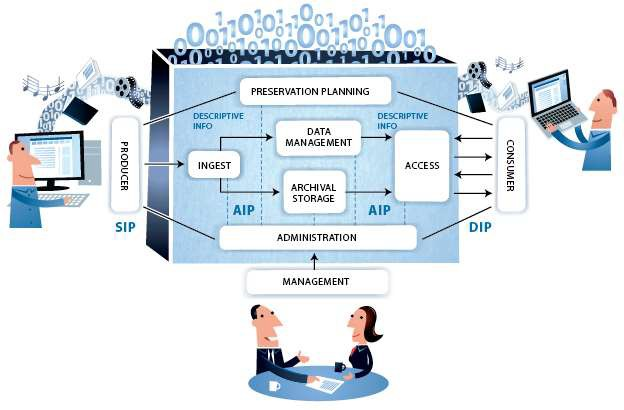 PRESERVATION PLANNING
DESCRIPTIVE
INFO
DATA
MANAGEMENT
DESCRIPTIVE
INFO
PRODUCER
INGEST
ACCESS
CONSUMER
ARCHIVAL
STORAGE
SIP
AIP
AIP
DIP
ADMINISTRATION
MANAGEMENT